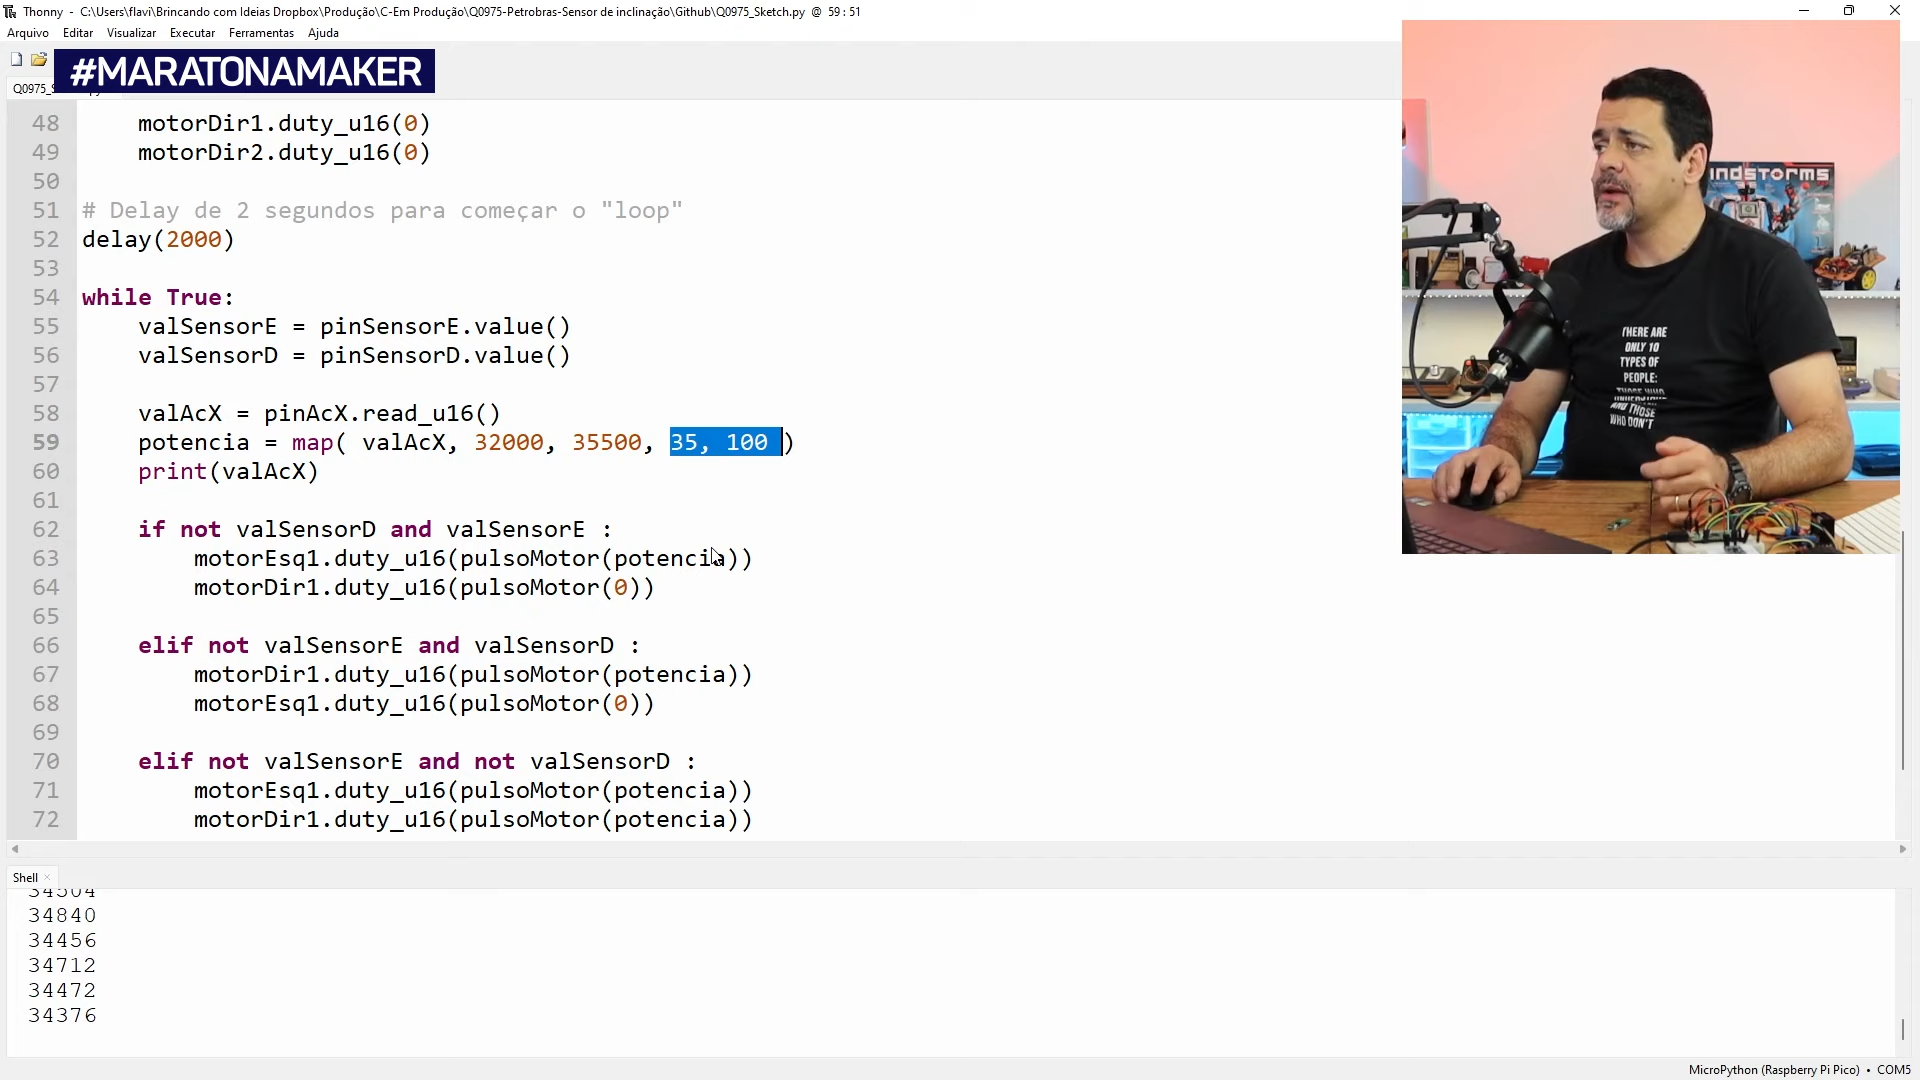 Thonny - C:\Users\flavi\Brincando com Ideias Dropbox\Produção\C-Em Produção\Q0975-Petrobras-Sensor de inclinação\Github\Q0975_Sketch.py @ 59 : 51
Arquivo Editar Visualizar Executar Ferramentas Ajuda
#MARATONAMAKER
48 motorDir1.duty_u16(0)
49 motorDir2.duty_u16(0)
50
51 # Delay de 2 segundos para começar o "loop"
52 delay(2000)
53
54 while True:
55 valSensorE = pinSensorE.value()
56 valSensorD = pinSensorD.value()
57
58 valAcX = pinAcX.read_u16()
59 potencia = map( valAcX, 32000, 35500, 35, 100 )
60 print(valAcX)
61
62 if not valSensorD and valSensorE :
63 motorEsq1.duty_u16(pulsoMotor(potencia))
64 motorDir1.duty_u16(pulsoMotor(0))
65
66 elif not valSensorE and valSensorD :
67 motorDir1.duty_u16(pulsoMotor(potencia))
68 motorEsq1.duty_u16(pulsoMotor(0))
69
70 elif not valSensorE and not valSensorD :
71 motorEsq1.duty_u16(pulsoMotor(potencia))
72 motorDir1.duty_u16(pulsoMotor(potencia))
Shell
34504
34840
34456
34712
34472
34376
MicroPython (Raspberry Pi Pico) • COM5
THERE ARE
ONLY 10
TYPES OF
PEOPLE:
AND THOSE
WHO DON'T